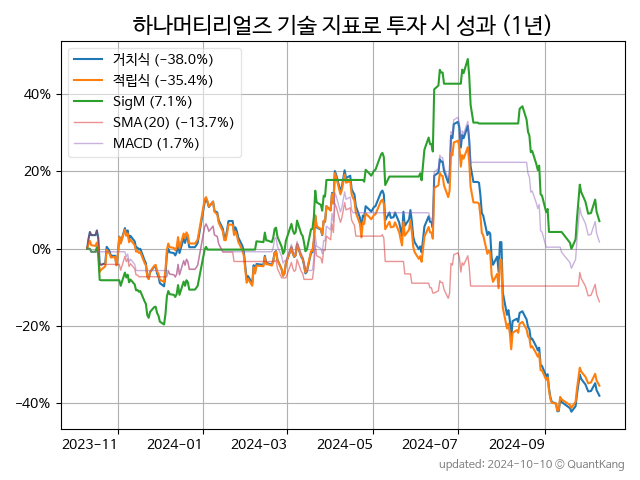 하나머티리얼즈 기술 지표로 투자 시 성과 (1년)
거치식 (-38.0%)
적립식 (-35.4%)
SigM (7.1%)
SMA(20) (-13.7%)
MACD (1.7%)
40%
20%
0%
-20%
-40%
2023-11 2024-01 2024-03 2024-05 2024-07 2024-09
updated: 2024-10-10 © QuantKang